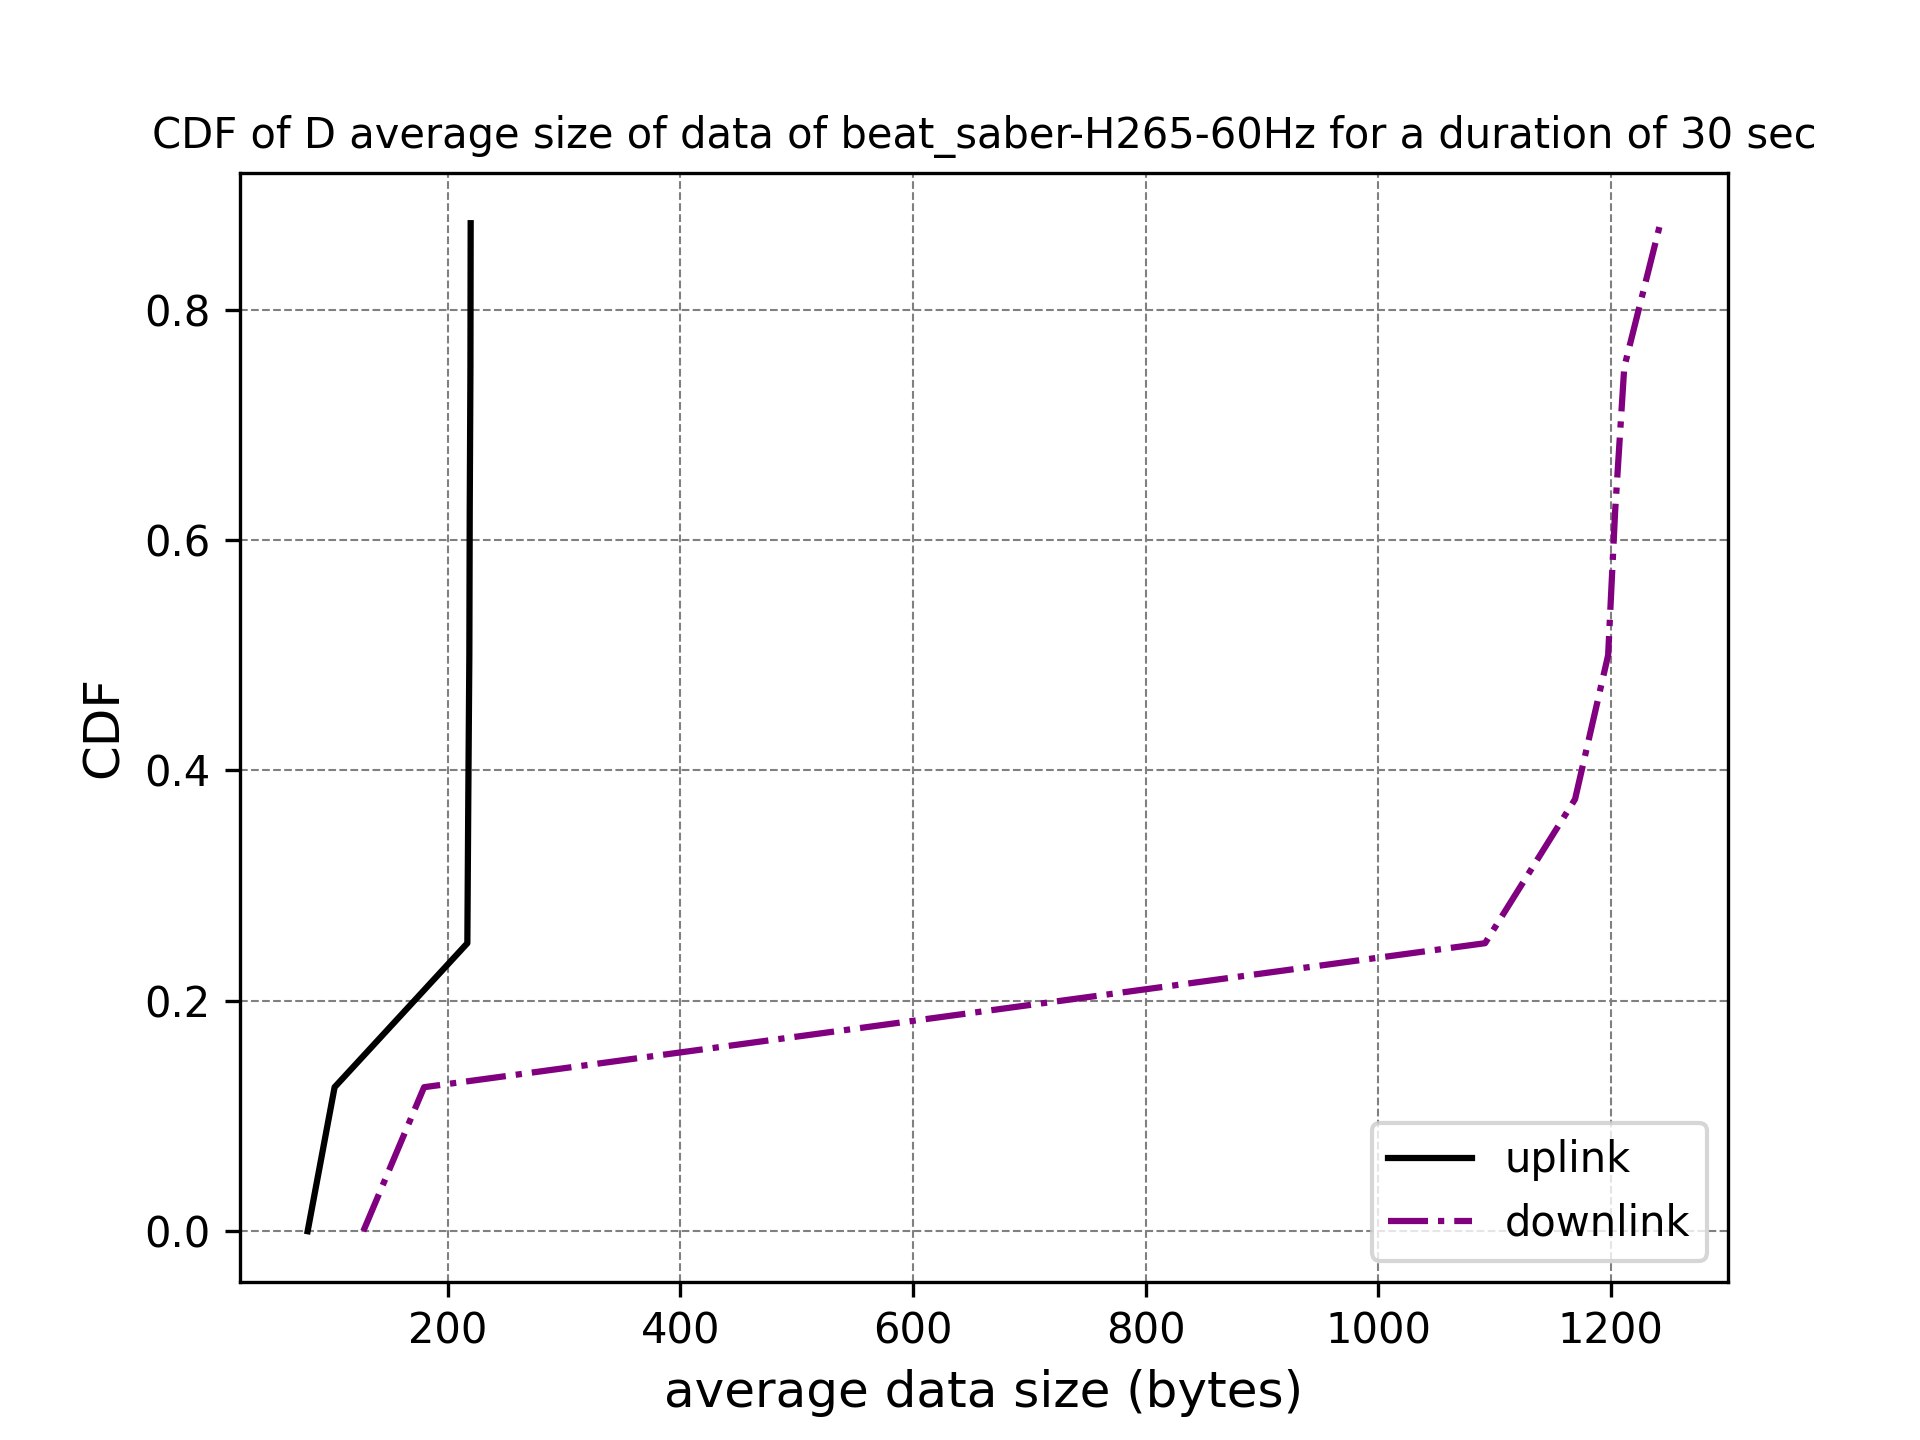 CDF of D average size of data of beat_saber-H265-60Hz for a duration of 30 sec
CDF
0.8
0.6
0.4
0.2
0.0
200 400 600 800 1000 1200
average data size (bytes)
uplink
downlink